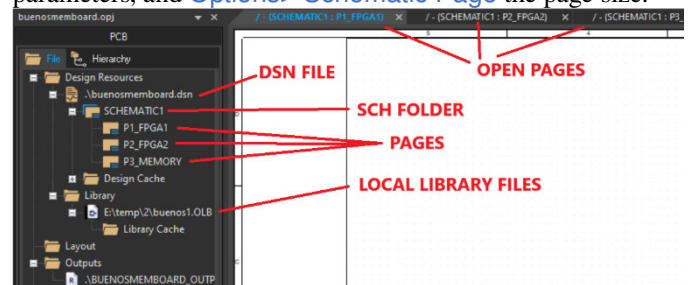 parameters, and Options> Schematic Page the page size.
buenosmemboard.opj
/ - (SCHEMATIC1 : P1_FPGA1)
/ - (SCHEMATIC1 : P2_FPGA2)
/ - (SCHEMATIC1 : P3_
PCB
File
Hierarchy
OPEN PAGES
Design Resources
DSN FILE
.\buenosmemboard.dsn
SCHEMATIC1
SCH FOLDER
P1_FPGA1
P2_FPGA2
PAGES
P3_MEMORY
Design Cache
Library
LOCAL LIBRARY FILES
E:\temp\2\buenos1.OLB
Library Cache
Layout
Outputs
.\BUENOSMEMBOARD_OUTP